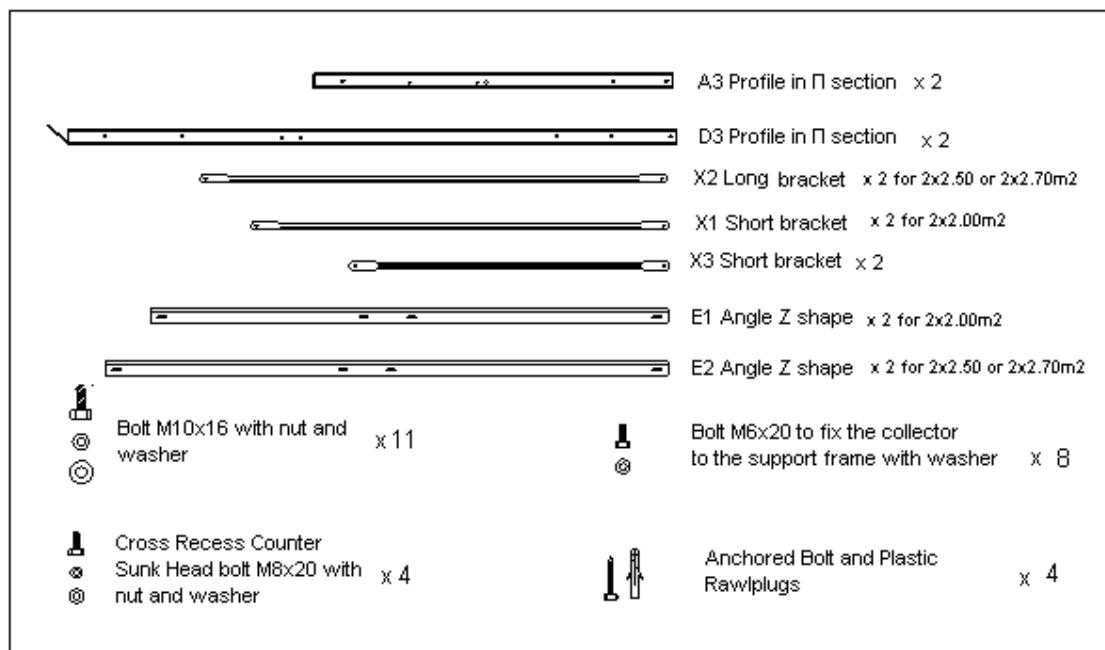 A3 Profile in Π section x 2
D3 Profile in Π section x 2
X2 Long bracket x 2 for 2x2.50 or 2x2.70m2
X1 Short bracket x 2 for 2x2.00m2
X3 Short bracket x 2
E1 Angle Z shape x 2 for 2x2.00m2
E2 Angle Z shape x 2 for 2x2.50 or 2x2.70m2
Bolt M10x16 with nut and
washer x 11
Bolt M6x20 to fix the collector
to the support frame with washer x 8
Cross Recess Counter
Sunk Head bolt M8x20 with x 4
nut and washer
Anchored Bolt and Plastic
Rawlplugs x 4